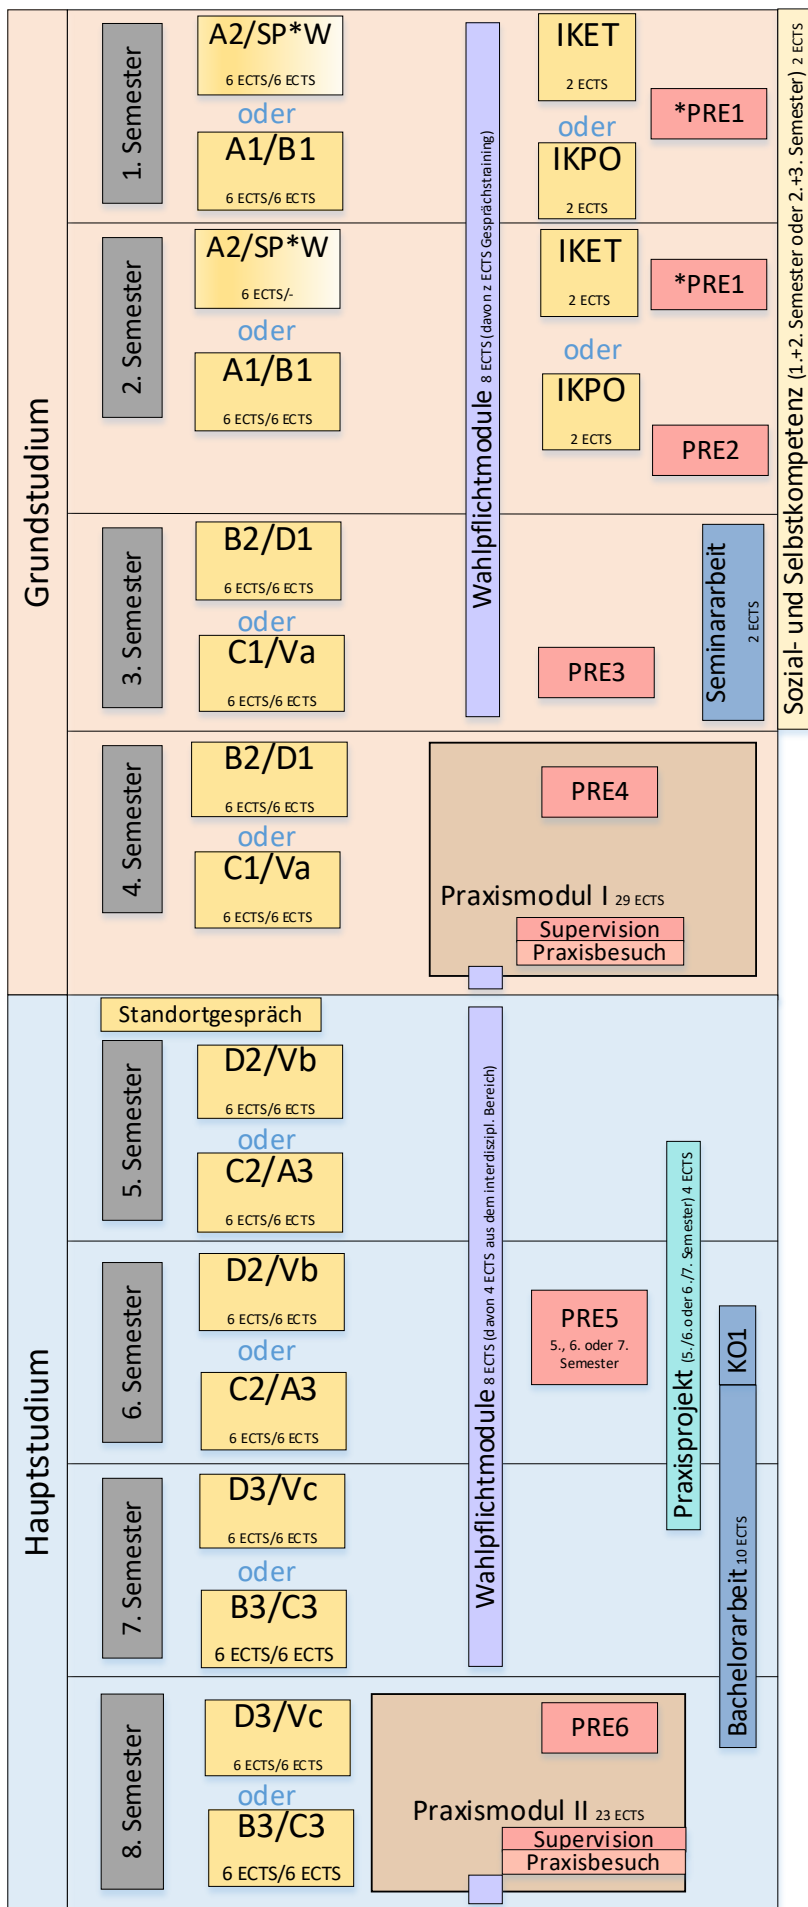 Grundstudium
1. Semester
A2/SP*W
6 ECTS/6 ECTS
oder
A1/B1
6 ECTS/6 ECTS
IKET
2 ECTS
oder
IKPO
2 ECTS
*PRE1
2. Semester
A2/SP*W
6 ECTS/-
oder
A1/B1
6 ECTS/6 ECTS
IKET
2 ECTS
oder
IKPO
2 ECTS
*PRE1
PRE2
Wahlpflichtmodule 8 ECTS (davon z ECTS Gesprächstraining)
Sozial- und Selbstkompetenz (1.+2. Semester oder 2.+3. Semester) 2 ECTS
3. Semester
B2/D1
6 ECTS/6 ECTS
oder
C1/Va
6 ECTS/6 ECTS
PRE3
Seminararbeit
2 ECTS
4. Semester
B2/D1
6 ECTS/6 ECTS
oder
C1/Va
6 ECTS/6 ECTS
PRE4
Praxismodul I 29 ECTS
Supervision
Praxisbesuch
Hauptstudium
Standortgespräch
5. Semester
D2/Vb
6 ECTS/6 ECTS
oder
C2/A3
6 ECTS/6 ECTS
6. Semester
D2/Vb
6 ECTS/6 ECTS
oder
C2/A3
6 ECTS/6 ECTS
Wahlpflichtmodule 8 ECTS (davon 4 ECTS aus dem interdiszipl. Bereich)
PRE5
5., 6. oder 7.
Semester
Praxisprojekt (5./6. oder 6./7. Semester) 4 ECTS
KO1
Bachelorarbeit 10 ECTS
7. Semester
D3/Vc
6 ECTS/6 ECTS
oder
B3/C3
6 ECTS/6 ECTS
8. Semester
D3/Vc
6 ECTS/6 ECTS
oder
B3/C3
6 ECTS/6 ECTS
PRE6
Praxismodul II 23 ECTS
Supervision
Praxisbesuch